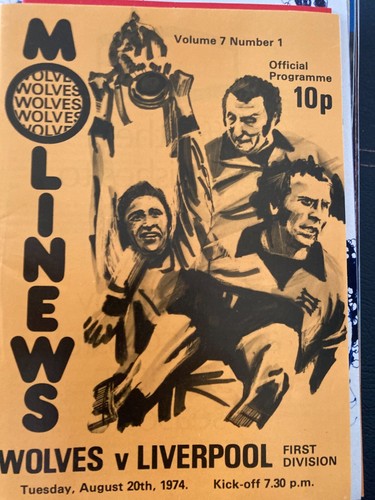 MOLINEWS
WOLVES
WOLVES
WOLVES
WOLVES
WOLVES
Volume 7 Number 1
Official
Programme
10p
WOLVES v LIVERPOOL
FIRST
DIVISION
Tuesday, August 20th, 1974. Kick-off 7.30 p.m.